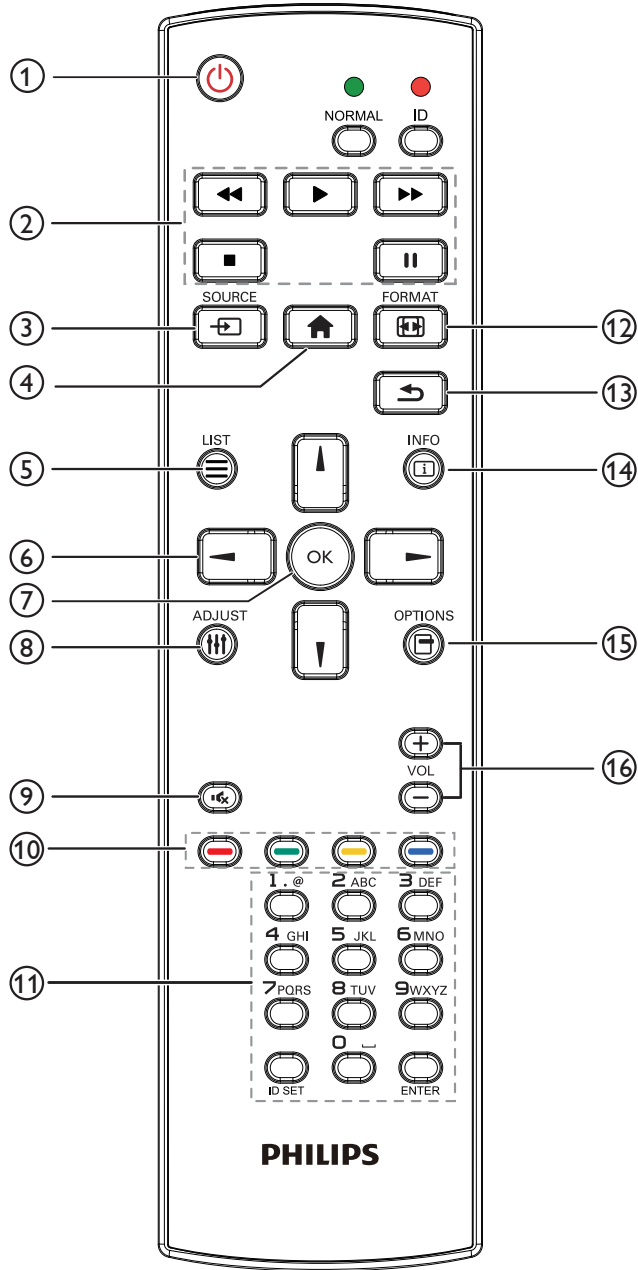 1
NORMAL ID
2
SOURCE FORMAT
3 12
4
13
LIST INFO
5 i 14
6 OK
7
ADJUST OPTIONS
8 15
+
VOL 16
9 −
10
1 . @ 2 ABC 3 DEF
4 GHI 5 JKL 6 MNO
11 7 PQRS 8 TUV 9 WXYZ
0 ⎵
ID SET ENTER
PHILIPS